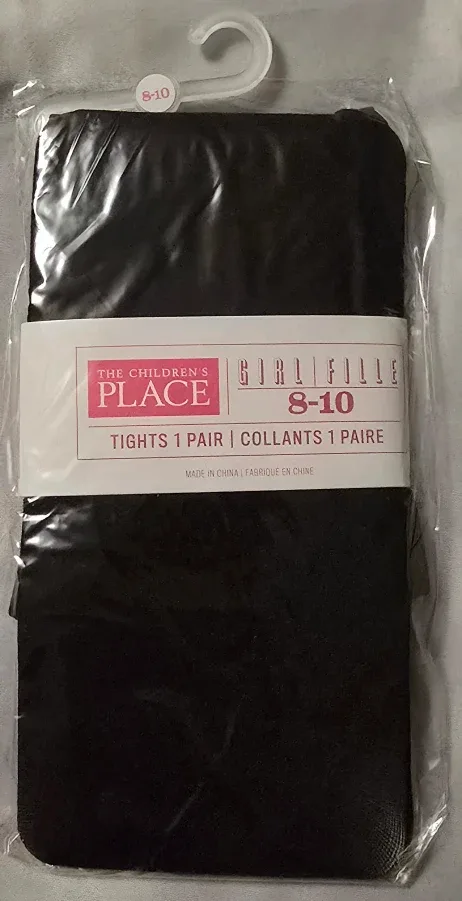 8-10
THE CHILDREN'S
PLACE
GIRL | FILLE
8-10
TIGHTS 1 PAIR | COLLANTS 1 PAIRE
MADE IN CHINA | FABRIQUE EN CHINE